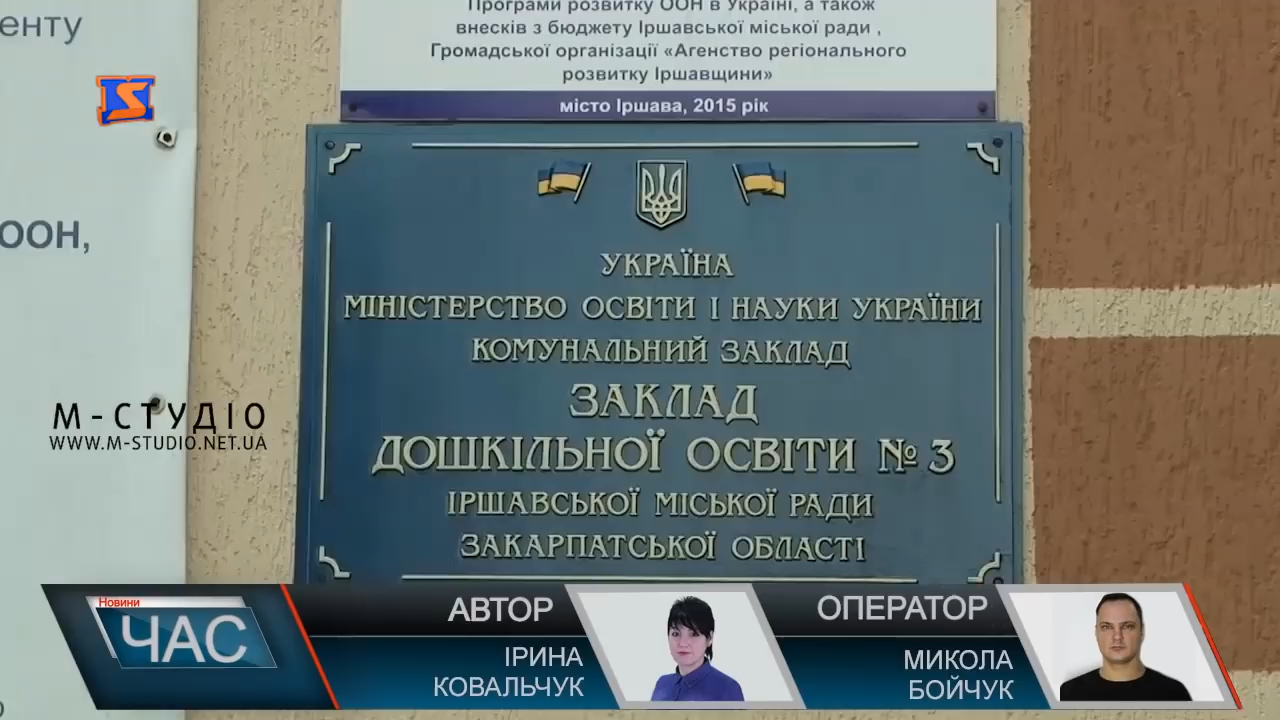 енту
ООН,
Програми розвитку ООН в Україні, а також
внесків з бюджету Іршавської міської ради ,
Громадської організації «Агенство регіонального
розвитку Іршавщини»
місто Іршава, 2015 рік
УКРАЇНА
МІНІСТЕРСТВО ОСВІТИ І НАУКИ УКРАЇНИ
КОМУНАЛЬНИЙ ЗАКЛАД
ЗАКЛАД
ДОШКІЛЬНОЇ ОСВІТИ № 3
ІРШАВСЬКОЇ МІСЬКОЇ РАДИ
ЗАКАРПАТСЬКОЇ ОБЛАСТІ
М-СТУДІО
WWW.M-STUDIO.NET.UA
Новини
ЧАС
АВТОР
ІРИНА
КОВАЛЬЧУК
ОПЕРАТОР
МИКОЛА
БОЙЧУК